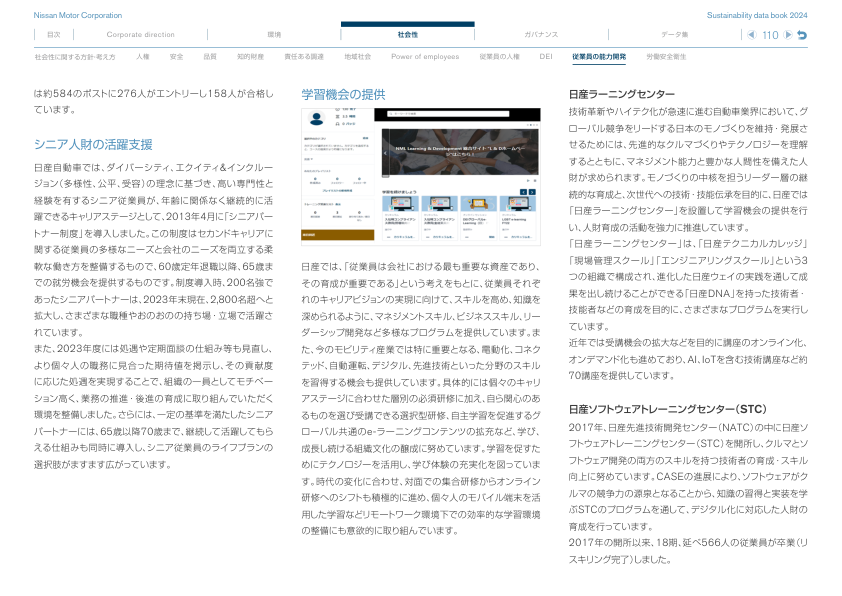 Nissan Motor Corporation
Sustainability data book 2024
目次
Corporate direction
環境
社会性
ガバナンス
データ集
110
社会性に関する方針・考え方
人権
安全
品質
知的財産
責任ある調達
地域社会
Power of employees
従業員の人権
DEI
従業員の能力開発
労働安全衛生
は約584のポストに276人がエントリーし158人が合格し
ています。
シニア人財の活躍支援
日産自動車では、ダイバーシティ、エクイティ&インクルー
ジョン(多様性、公平、受容)の理念に基づき、高い専門性と
経験を有するシニア従業員が、年齢に関係なく継続的に活
躍できるキャリアステージとして、2013年4月に「シニアパー
トナー制度」を導入しました。この制度はセカンドキャリアに
関する従業員の多様なニーズと会社のニーズを両立する柔
軟な働き方を整備するもので、60歳定年退職以降、65歳ま
での就労機会を提供するものです。制度導入時、200名強で
あったシニアパートナーは、2023年末現在、2,800名超へと
拡大し、さまざまな職種やおのおのの持ち場・立場で活躍さ
れています。
また、2023年度には処遇や定期面談の仕組み等も見直し、
より個々人の職務に見合った期待値を掲示し、その貢献度
に応じた処遇を実現することで、組織の一員としてモチベー
ション高く、業務の推進・後進の育成に取り組んでいただく
環境を整備しました。さらには、一定の基準を満たしたシニア
パートナーには、65歳以降70歳まで、継続して活躍してもら
える仕組みも同時に導入し、シニア従業員のライフプランの
選択肢がますます広がっています。
学習機会の提供
NML Learning & Development 
日産では、「従業員は会社における最も重要な資産であり、
その育成が重要である」という考えをもとに、従業員それぞ
れのキャリアビジョンの実現に向けて、スキルを高め、知識を
深められるように、マネジメントスキル、ビジネススキル、リー
ダーシップ開発など多様なプログラムを提供しています。ま
た、今のモビリティ産業では特に重要となる、電動化、コネク
テッド、自動運転、デジタル、先進技術といった分野のスキル
を習得する機会も提供しています。具体的には個々のキャリ
アステージに合わせた層別の必須研修に加え、自ら関心のあ
るものを選び受講できる選択型研修、自主学習を促進するグ
ローバル共通のe-ラーニングコンテンツの拡充など、学び、
成長し続ける組織文化の醸成に努めています。学習を促すた
めにテクノロジーを活用し、学び体験の充実化を図っていま
す。時代の変化に合わせ、対面での集合研修からオンライン
研修へのシフトも積極的に進め、個々人のモバイル端末を活
用した学習などリモートワーク環境下での効率的な学習環境
の整備にも意欲的に取り組んでいます。
日産ラーニングセンター
技術革新やハイテク化が急速に進む自動車業界において、グ
ローバル競争をリードする日本のモノづくりを維持・発展さ
せるためには、先進的なクルマづくりやテクノロジーを理解
するとともに、マネジメント能力と豊かな人間性を備えた人
財が求められます。モノづくりの中核を担うリーダー層の継
続的な育成と、次世代への技術・技能伝承を目的に、日産では
「日産ラーニングセンター」を設置して学習機会の提供を行
い、人財育成の活動を強力に推進しています。
「日産ラーニングセンター」は、「日産テクニカルカレッジ」
「現場管理スクール」「エンジニアリングスクール」という3
つの組織で構成され、進化した日産ウェイの実践を通して成
果を出し続けることができる「日産DNA」を持った技術者・
技能者などの育成を目的に、さまざまなプログラムを実行し
ています。
近年では受講機会の拡大などを目的に講座のオンライン化、
オンデマンド化も進めており、AI、IoTを含む技術講座など約
70講座を提供しています。
日産ソフトウェアトレーニングセンター(STC)
2017年、日産先進技術開発センター(NATC)の中に日産ソ
フトウェアトレーニングセンター(STC)を開所し、クルマとソ
フトウェア開発の両方のスキルを持つ技術者の育成・スキル
向上に努めています。CASEの進展により、ソフトウェアがク
ルマの競争力の源泉となることから、知識の習得と実装を学
ぶSTCのプログラムを通して、デジタル化に対応した人財の
育成を行っています。
2017年の開所以来、18期、延べ566人の従業員が卒業(リ
スキリング完了)しました。